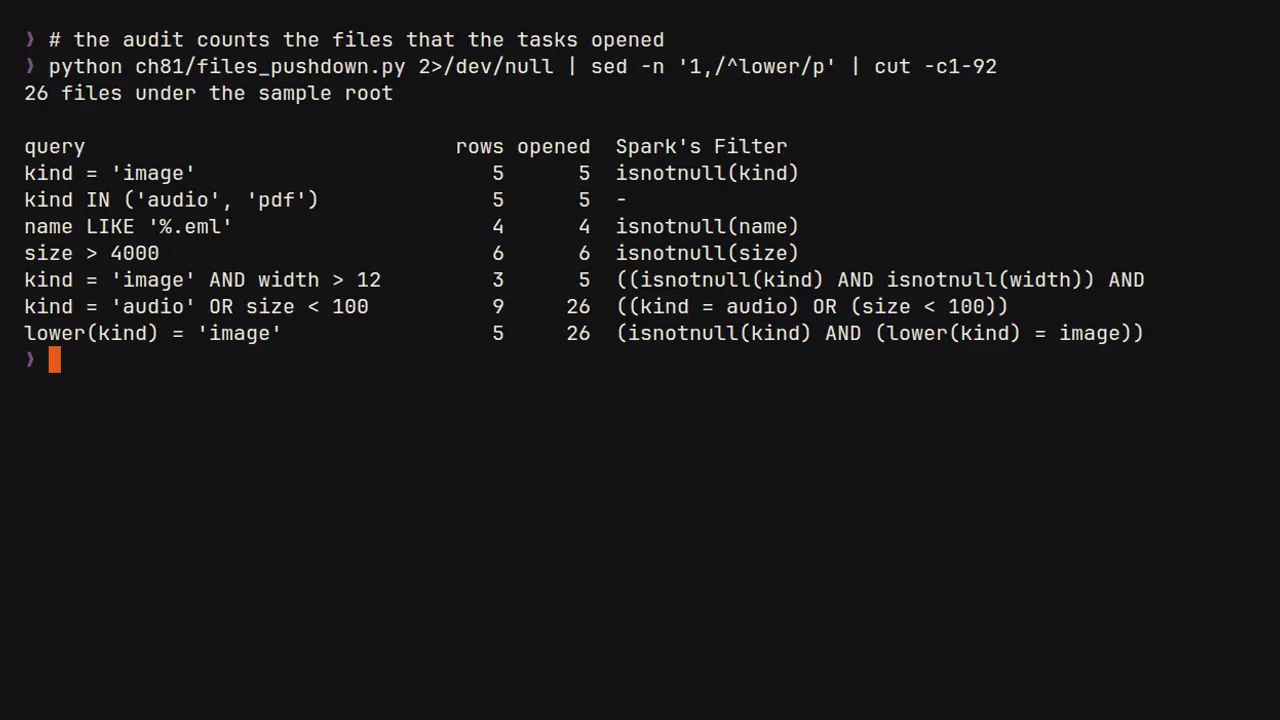 ❯ # the audit counts the files that the tasks opened
❯ python ch81/files_pushdown.py 2>/dev/null | sed -n '1,/^lower/p' | cut -c1-92
26 files under the sample root
query                              rows opened  Spark's Filter
kind = 'image'                        5      5  isnotnull(kind)
kind IN ('audio', 'pdf')              5      5  -
name LIKE '%.eml'                     4      4  isnotnull(name)
size > 4000                           6      6  isnotnull(size)
kind = 'image' AND width > 12         3      5  ((isnotnull(kind) AND isnotnull(width)) AND
kind = 'audio' OR size < 100          9     26  ((kind = audio) OR (size < 100))
lower(kind) = 'image'                 5     26  (isnotnull(kind) AND (lower(kind) = image))
❯